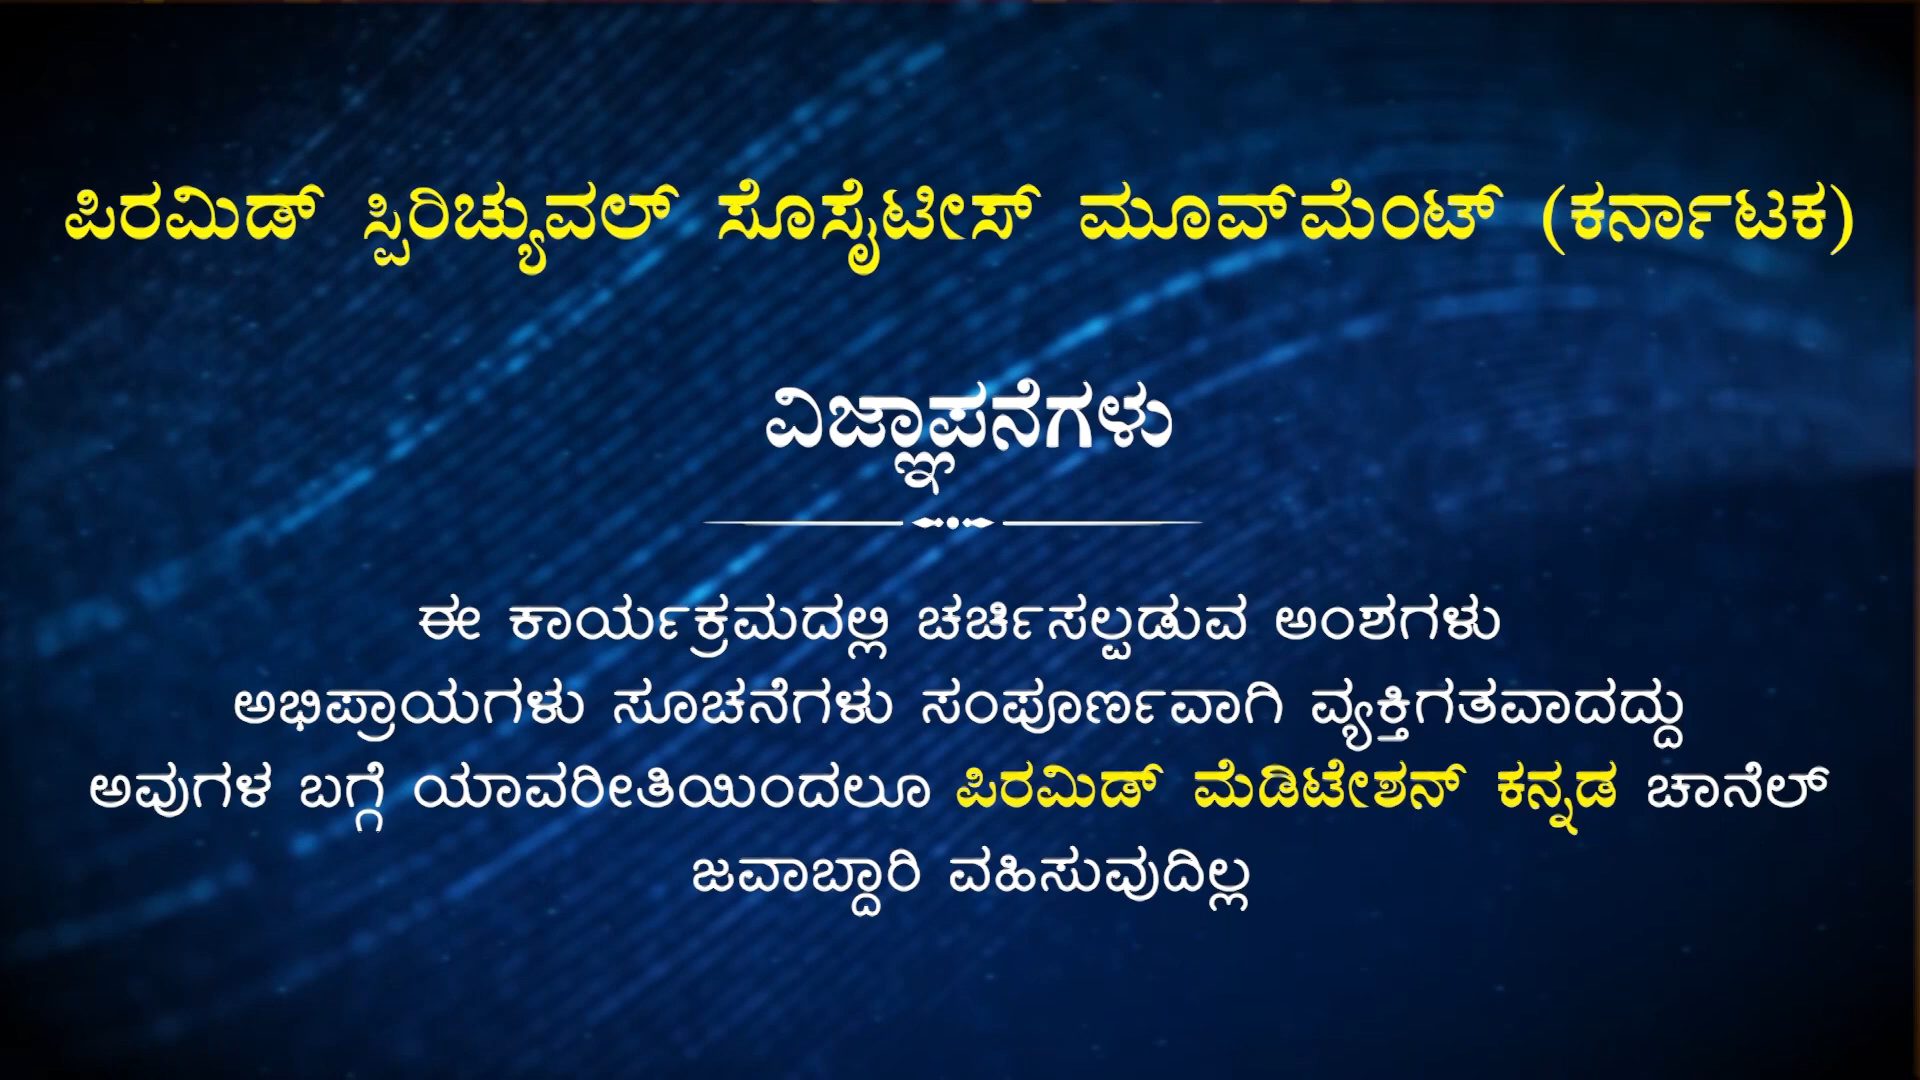 ಪಿರಮಿಡ್ ಸ್ಪಿರಿಚ್ಯುವಲ್ ಸೊಸೈಟೀಸ್ ಮೂವ್‌ಮೆಂಟ್ (ಕರ್ನಾಟಕ)
ವಿಜ್ಞಾಪನೆಗಳು
ಈ ಕಾರ್ಯಕ್ರಮದಲ್ಲಿ ಚರ್ಚಿಸಲ್ಪಡುವ ಅಂಶಗಳು
ಅಭಿಪ್ರಾಯಗಳು ಸೂಚನೆಗಳು ಸಂಪೂರ್ಣವಾಗಿ ವ್ಯಕ್ತಿಗತವಾದದ್ದು
ಅವುಗಳ ಬಗ್ಗೆ ಯಾವರೀತಿಯಿಂದಲೂ ಪಿರಮಿಡ್ ಮೆಡಿಟೇಶನ್ ಕನ್ನಡ ಚಾನೆಲ್
ಜವಾಬ್ದಾರಿ ವಹಿಸುವುದಿಲ್ಲ